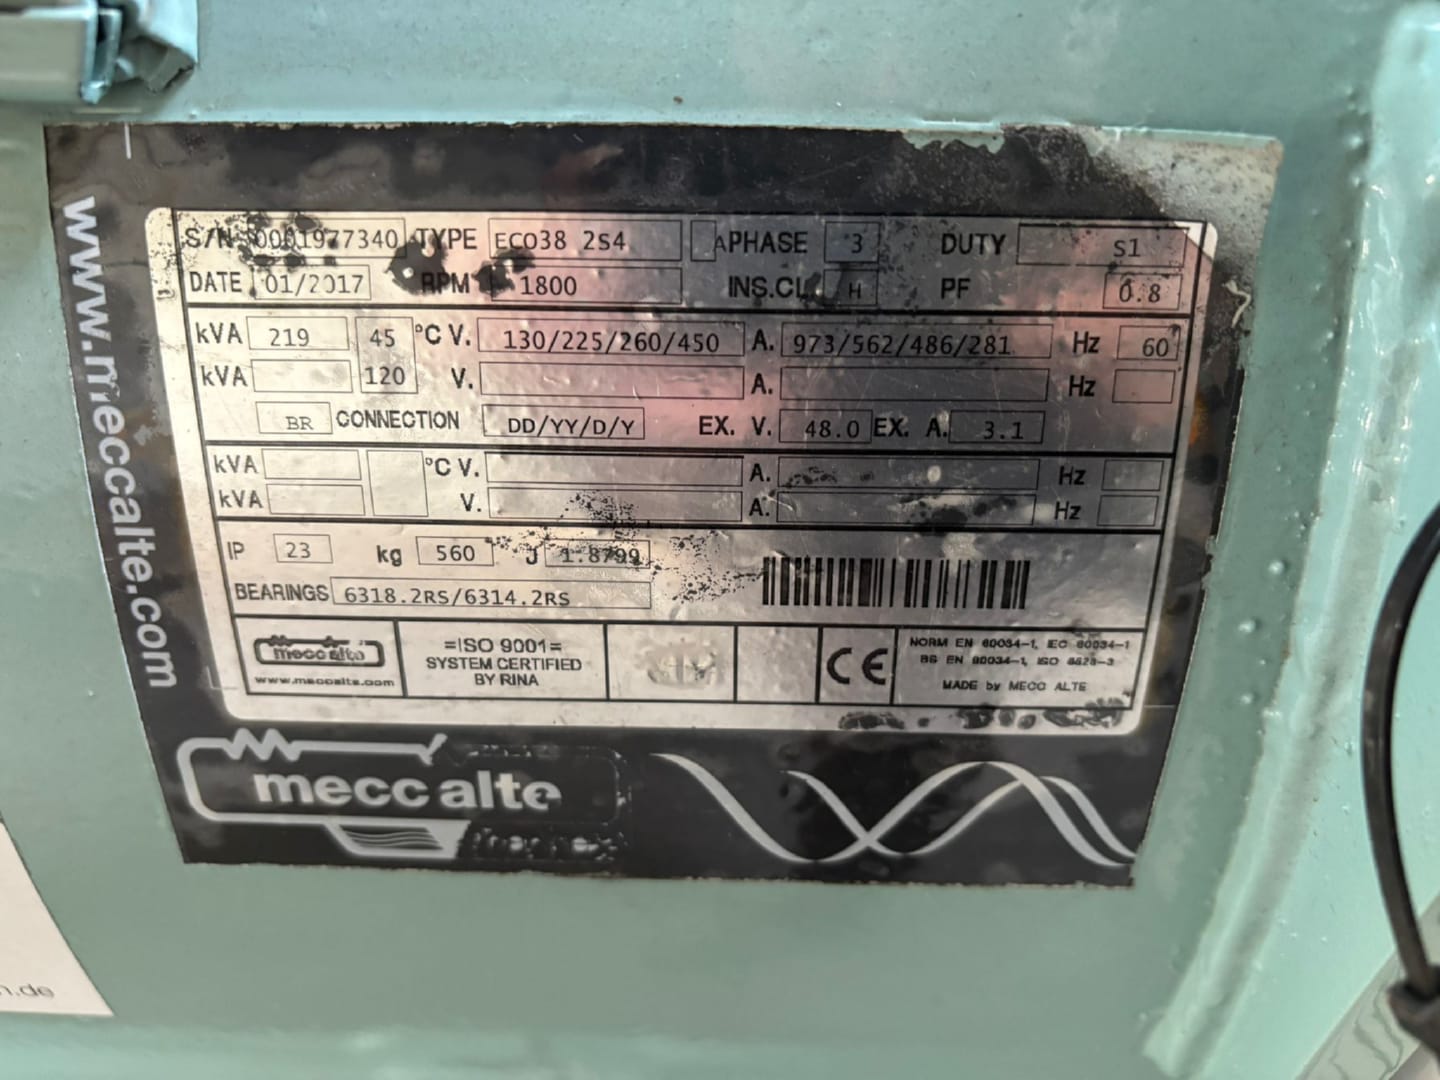 www.meccalte.com
S/N 0001977340 TYPE ECO38 2S4 A PHASE 3 DUTY S1
DATE 01/2017 RPM 1800 INS.CL. H PF 0.8
kVA 219 45 °C V. 130/225/260/450 A. 973/562/486/281 Hz 60
kVA 120 V. A. Hz
BR CONNECTION DD/YY/D/Y EX. V. 48.0 EX. A. 3.1
kVA °C V. A. Hz
kVA V. A. Hz
IP 23 kg 560 J 1.8799
BEARINGS 6318.2RS/6314.2RS
mecc alte
www.meccalte.com
=ISO 9001=
SYSTEM CERTIFIED
BY RINA
CE
NORM EN 60034-1, IEC 60034-1
BS EN 60034-1, ISO 8528-3
MADE by MECC ALTE
mecc alte
.de